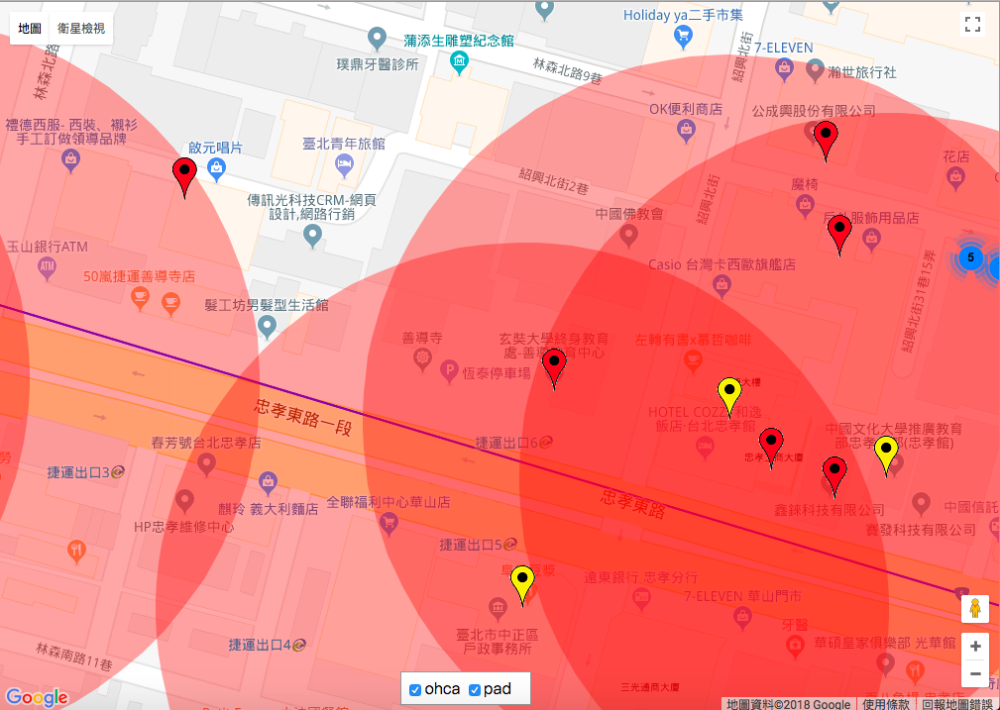 地圖
衛星檢視
Holiday ya二手市集
林森北路
蒲添生雕塑紀念館
璞鼎牙醫診所
林森北路9巷
紹興北街
7-ELEVEN
瀚世旅行社
OK便利商店
公成興股份有限公司
禮德西服- 西裝、襯衫
手工訂做領導品牌
啟元唱片
臺北青年旅館
花店
紹興北街2巷
紹興北街
魔椅
傳訊光科技CRM-網頁
設計,網路行銷
中國佛教會
戶外服飾用品店
玉山銀行ATM
ATM
5
Casio 台灣卡西歐旗艦店
50嵐捷運善導寺店
紹興北街31巷15弄
髮工坊男髮型生活館
善導寺
玄奘大學終身教育
處-善導教育中心
左轉有書x慕哲咖啡
P
恆泰停車場
大樓
忠孝東路一段
HOTEL COZZI 和逸
飯店-台北忠孝館
中國文化大學推廣教育
部忠孝 部(忠孝館)
春芳號台北忠孝店
捷運出口6
勞
捷運出口3
忠孝 商大廈
麒玲 義大利麵店
全聯福利中心華山店
忠孝東路
鑫錸科技有限公司
中國信託
HP忠孝維修中心
賽發科技有限公司
捷運出口5
阜 豆漿
遠東銀行 忠孝分行
7-ELEVEN 華山門市
臺北市中正區
戶政事務所
牙醫
捷運出口4
華碩皇家俱樂部 光華館
林森南路11巷
三光通商大廈
ohca
pad
Google
地圖資料©2018 Google
使用條款
回報地圖錯誤